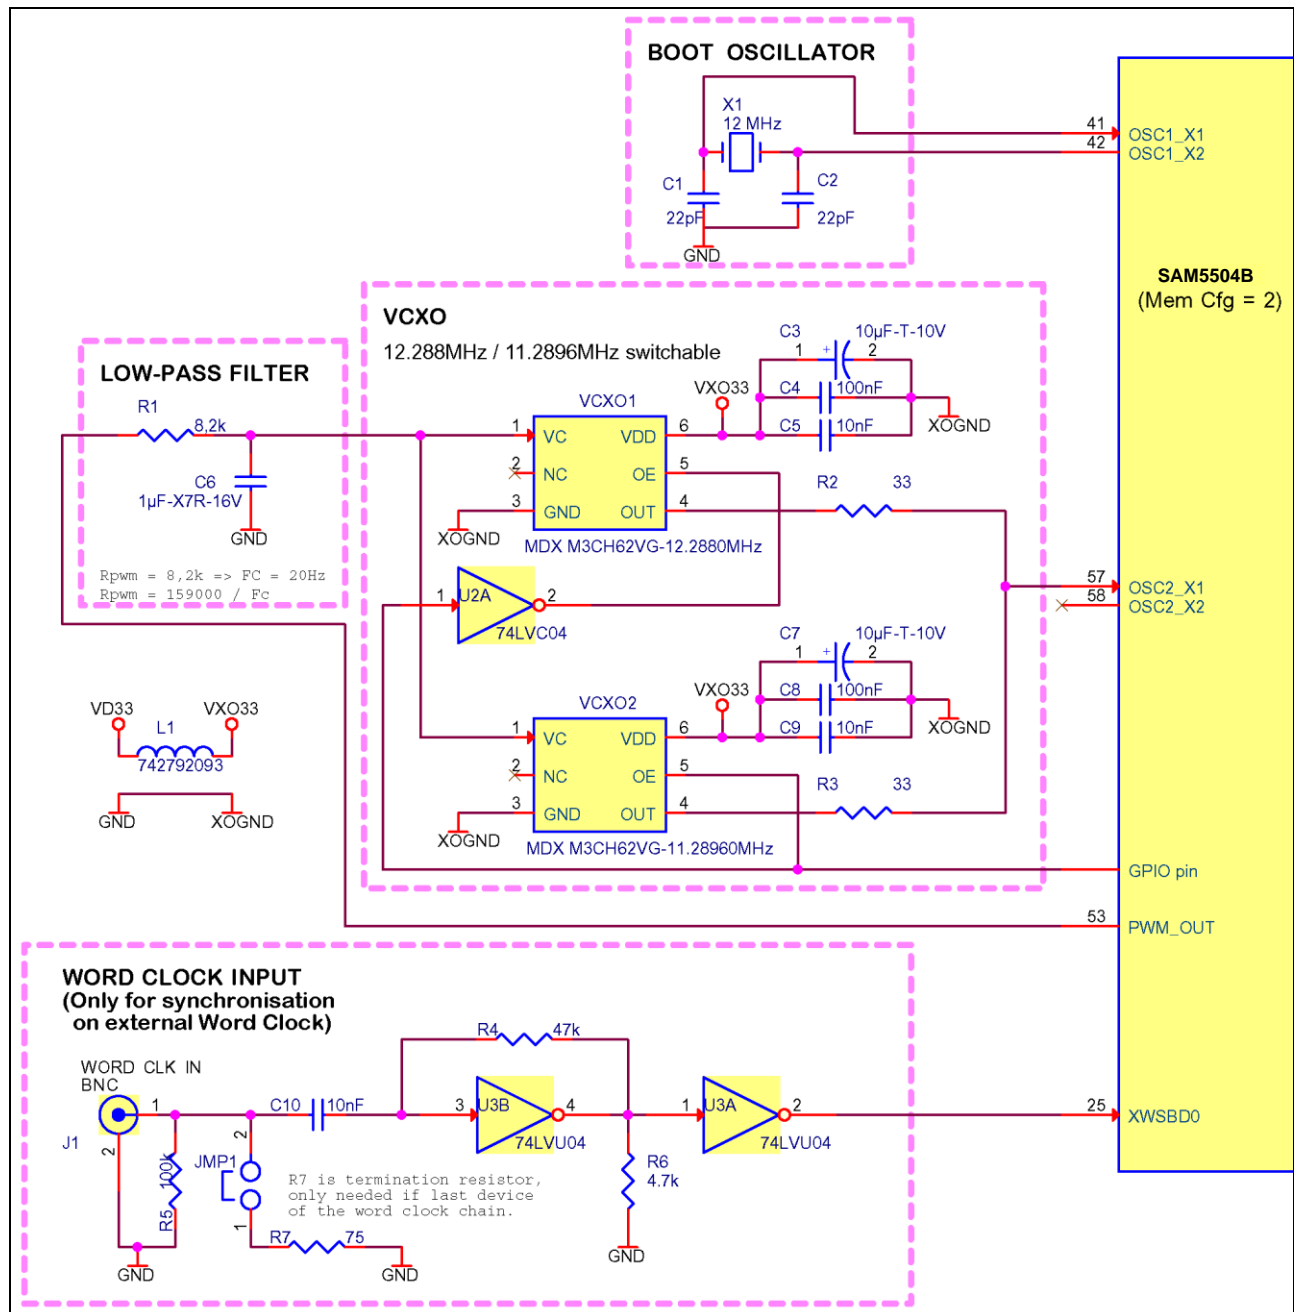 BOOT OSCILLATOR
X1
12 MHz
C1
22pF
C2
22pF
GND
41
OSC1_X1
42
OSC1_X2
SAM5504B
(Mem Cfg = 2)
VCXO
12.288MHz / 11.2896MHz switchable
C3
10µF-T-10V
1
+
2
C4
100nF
C5
10nF
VXO33
XOGND
VCXO1
1
VC
VDD
6
2
NC
OE
5
3
GND
OUT
4
XOGND
MDX M3CH62VG-12.2880MHz
R2
33
LOW-PASS FILTER
R1
8,2k
C6
1µF-X7R-16V
GND
Rpwm = 8,2k => FC = 20Hz
Rpwm = 159000 / Fc
1
U2A
2
74LVC04
57
OSC2_X1
58
OSC2_X2
C7
10µF-T-10V
1
+
2
C8
100nF
C9
10nF
VXO33
XOGND
VCXO2
1
VC
VDD
6
2
NC
OE
5
3
GND
OUT
4
XOGND
MDX M3CH62VG-11.28960MHz
R3
33
VD33
VXO33
L1
742792093
GND
XOGND
GPIO pin
53
PWM_OUT
WORD CLOCK INPUT
(Only for synchronisation
on external Word Clock)
WORD CLK IN
BNC
J1
1
2
R5
100k
GND
C10
10nF
JMP1
2
1
R7 is termination resistor,
only needed if last device
of the word clock chain.
R7
75
GND
R4
47k
3
U3B
4
74LVU04
R6
4.7k
GND
1
U3A
2
74LVU04
25
XWSBD0